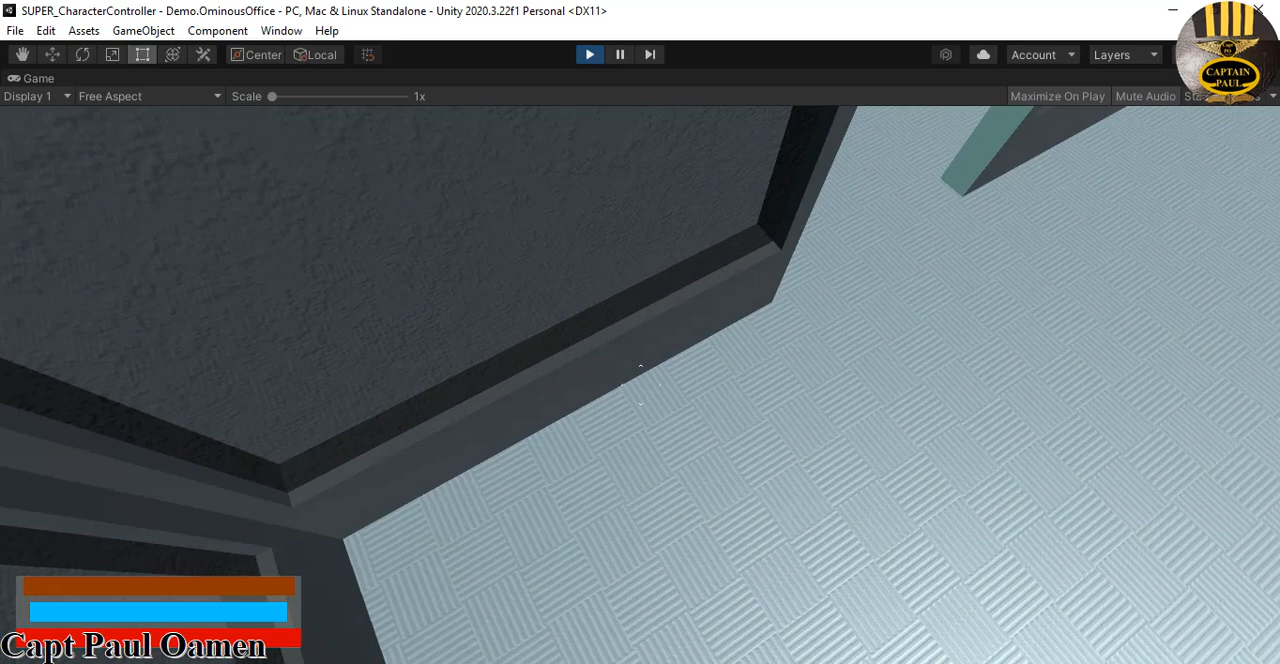 SUPER_CharacterController - Demo.OminousOffice - PC, Mac & Linux Standalone - Unity 2020.3.22f1 Personal <DX11>
File Edit Assets GameObject Component Window Help
Center Local Account Layers
Game
Display 1 Free Aspect Scale 1x Maximize On Play Mute Audio
CAPTAIN
PAUL
Capt Paul Oamen